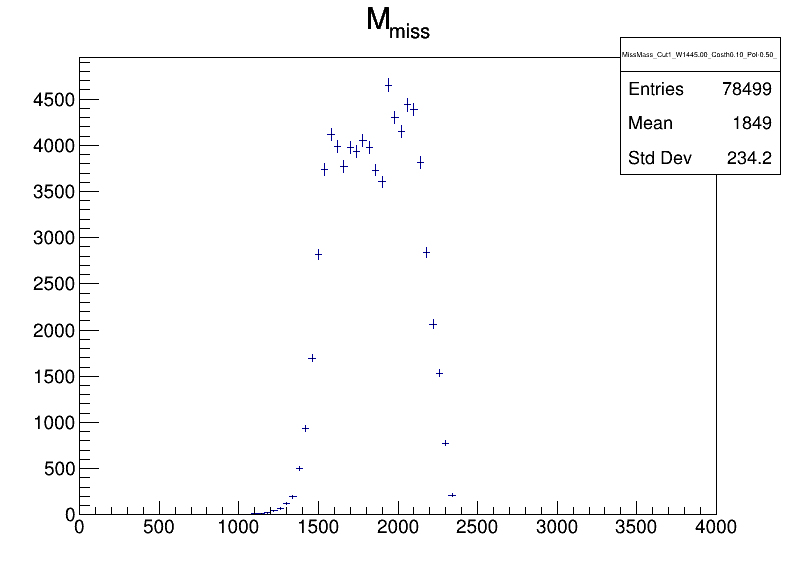 M_miss
MissMass_Cut1_W1445.00_Costh0.10_Pol-0.50_
Entries 78499
Mean 1849
Std Dev 234.2
4500
4000
3500
3000
2500
2000
1500
1000
500
0
0 500 1000 1500 2000 2500 3000 3500 4000